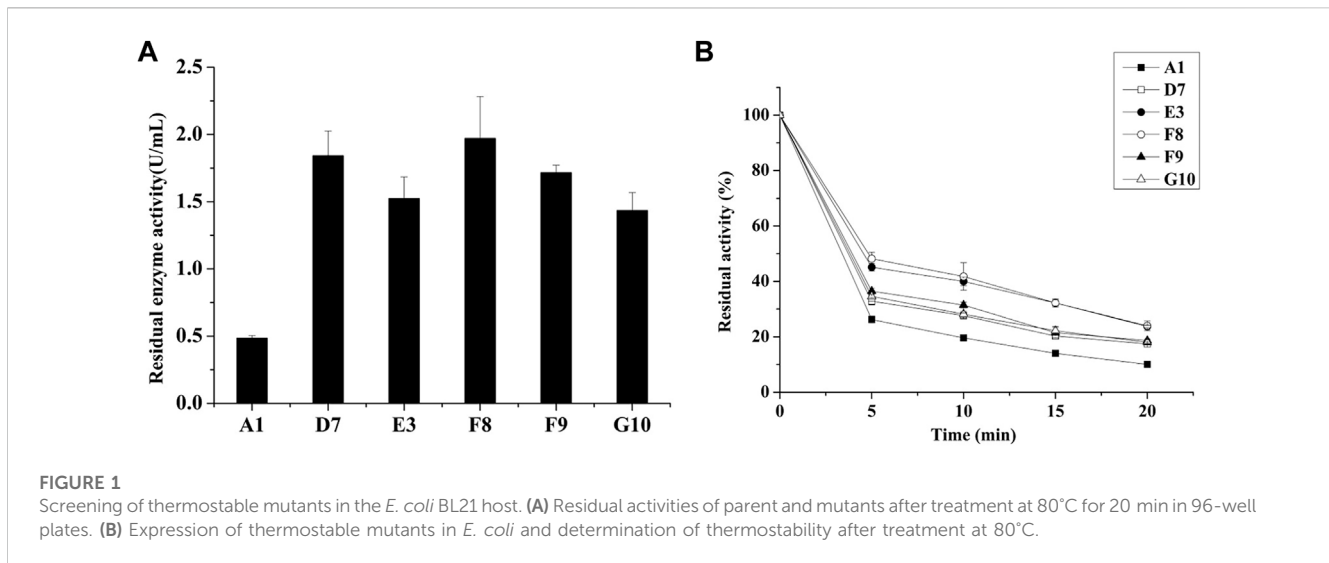 A
Residual enzyme activity(U/mL)
2.5
2.0
1.5
1.0
0.5
0.0
A1 D7 E3 F8 F9 G10
B
Residual activity (%)
100
80
60
40
20
0
0 5 10 15 20
Time (min)
A1
D7
E3
F8
F9
G10
FIGURE 1
Screening of thermostable mutants in the E. coli BL21 host. (A) Residual activities of parent and mutants after treatment at 80°C for 20 min in 96-well
plates. (B) Expression of thermostable mutants in E. coli and determination of thermostability after treatment at 80°C.